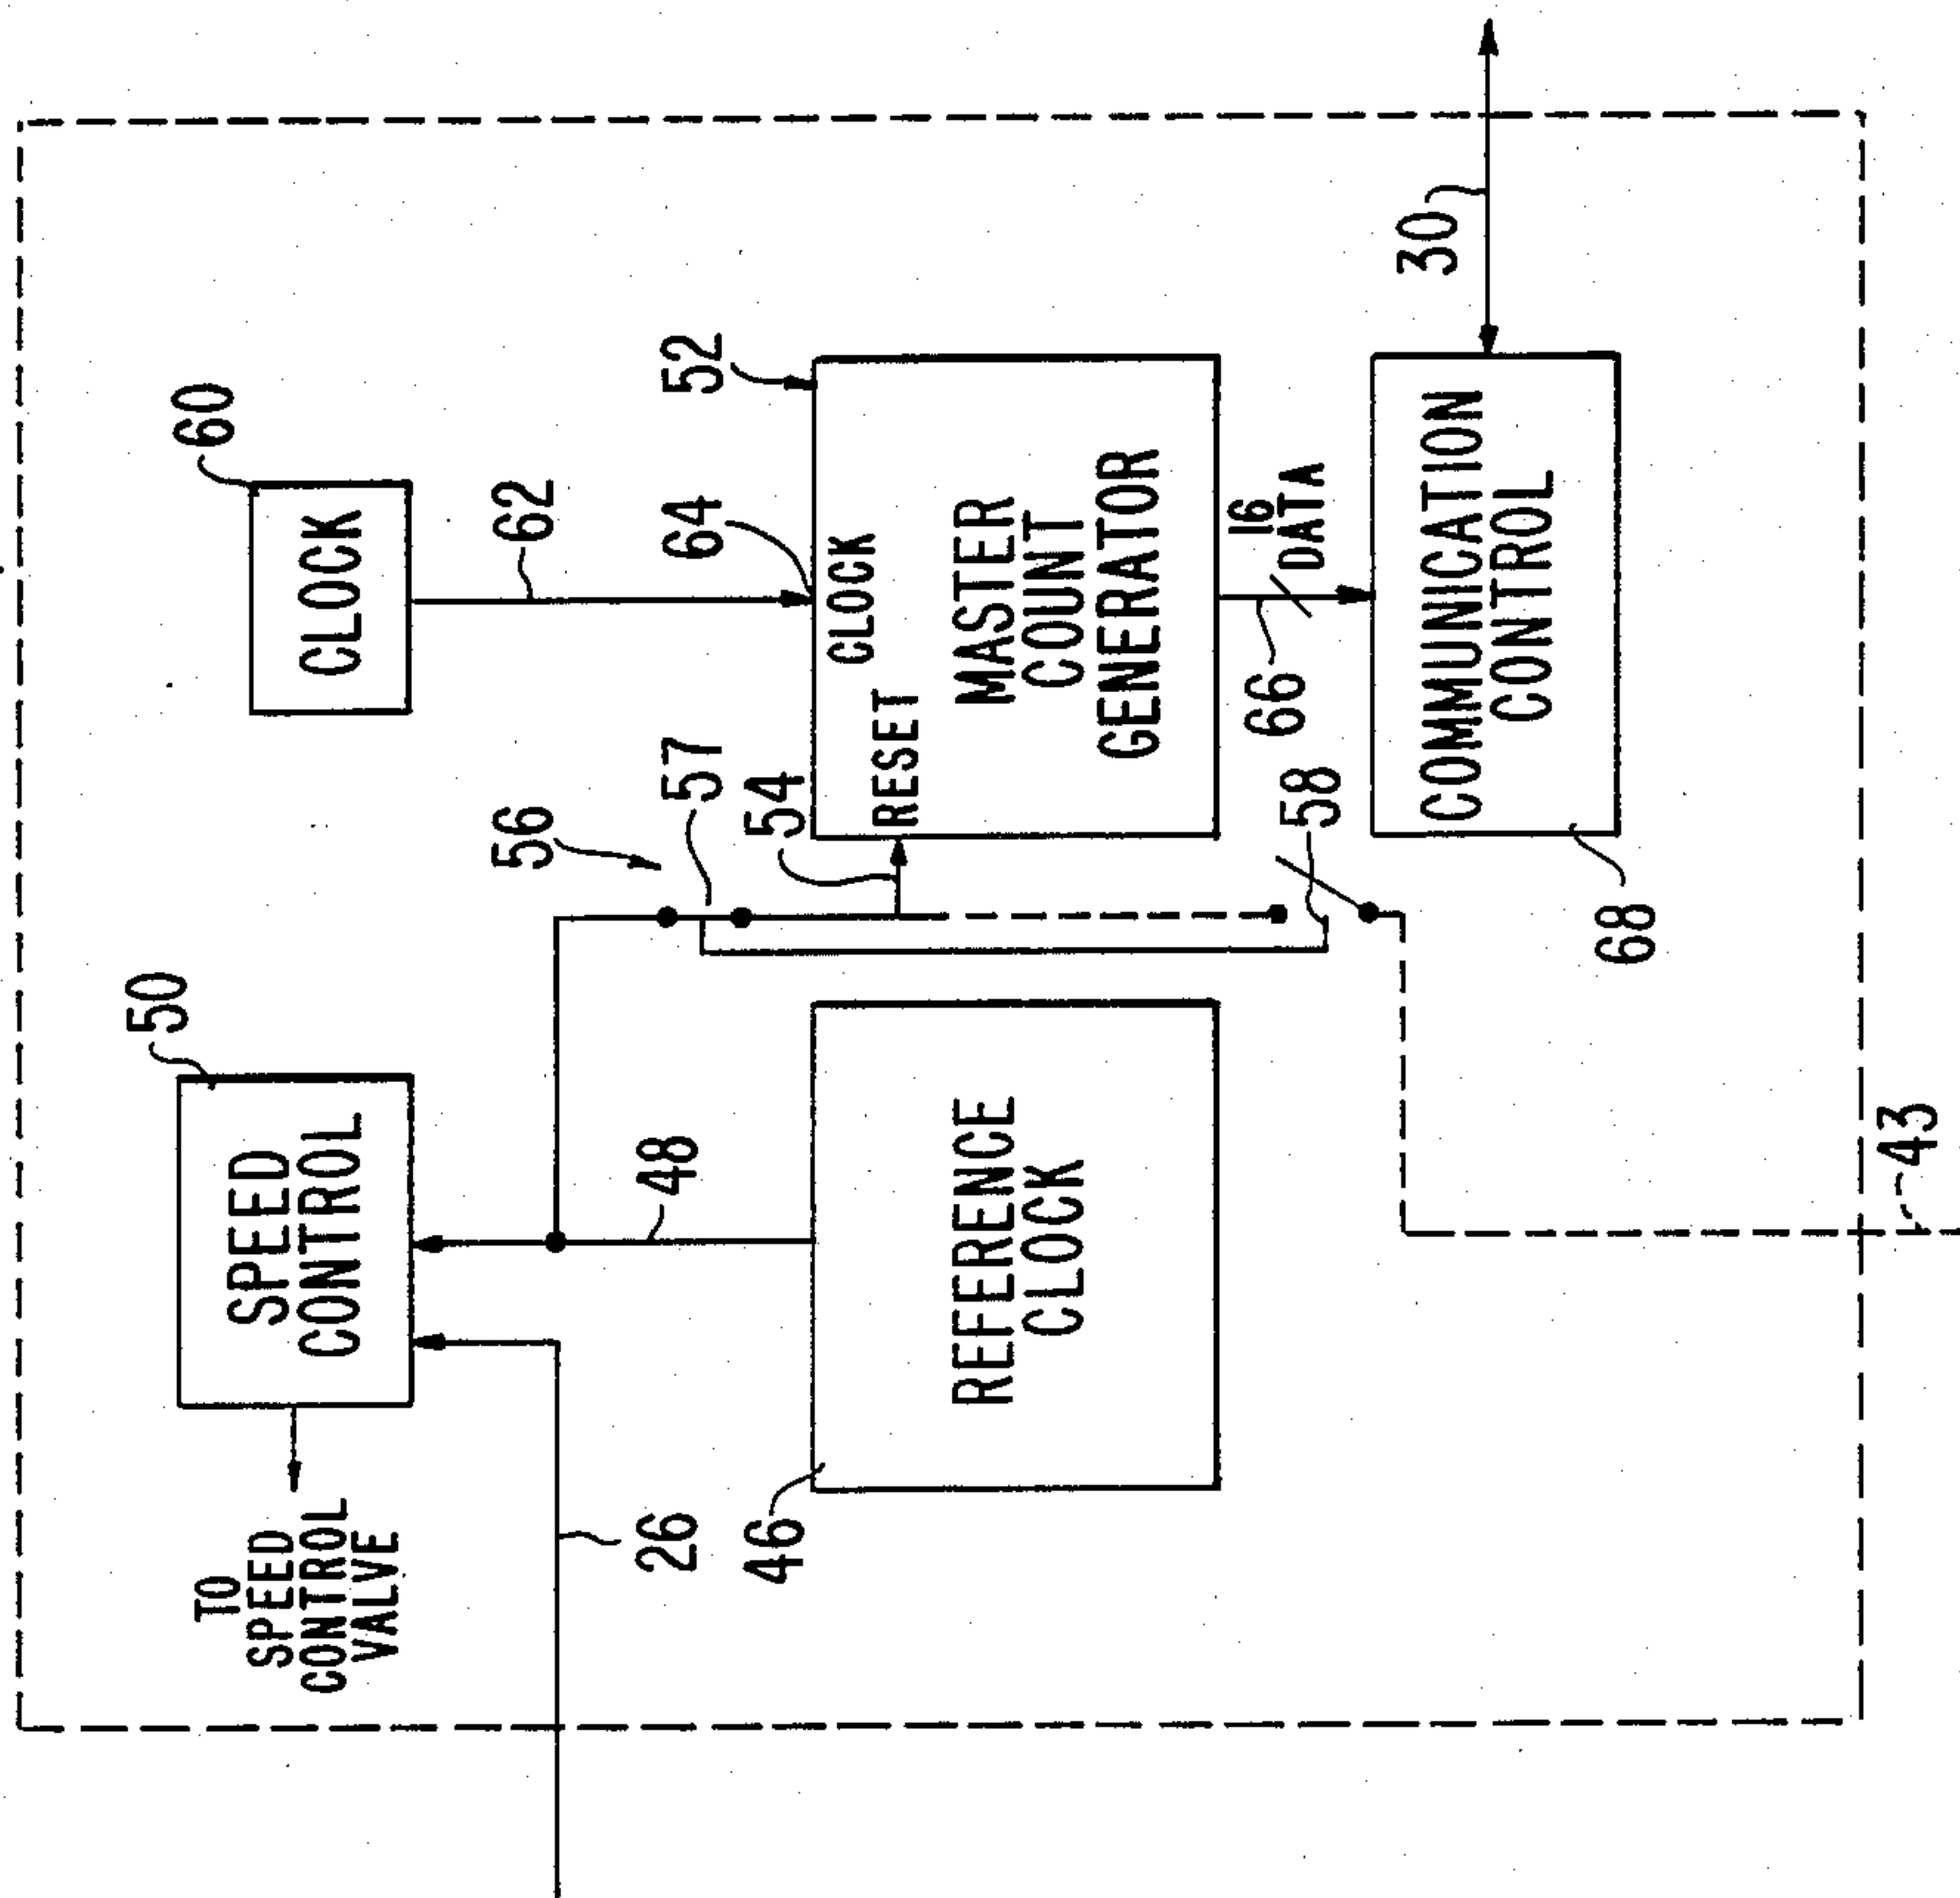 50
SPEED
CONTROL
TO
SPEED
CONTROL
VALVE
26
48
46
REFERENCE
CLOCK
43
60
CLOCK
62
64
52
56
57
54
58
CLOCK
RESET
MASTER
COUNT
GENERATOR
66
16
DATA
COMMUNICATION
CONTROL
68
30